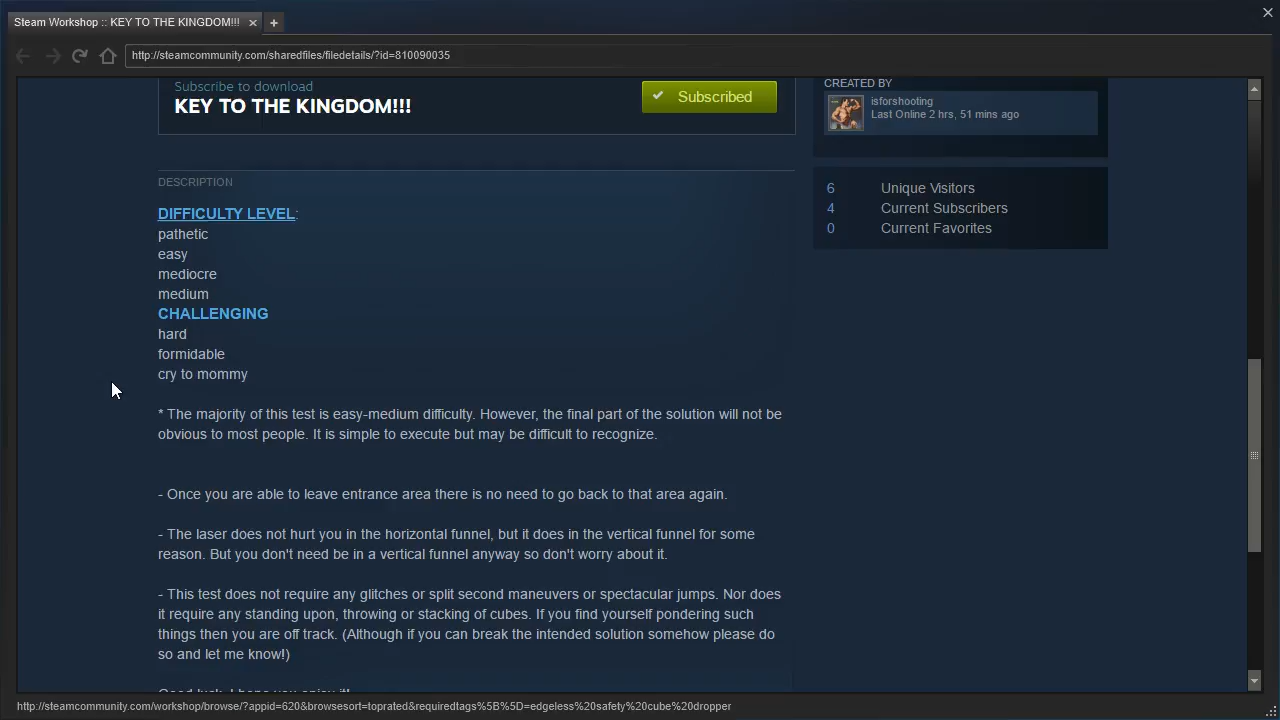 Steam Workshop :: KEY TO THE KINGDOM!!!
http://steamcommunity.com/sharedfiles/filedetails/?id=810090035
Subscribe to download
KEY TO THE KINGDOM!!!
Subscribed
CREATED BY
isforshooting
Last Online 2 hrs, 51 mins ago
6 Unique Visitors
4 Current Subscribers
0 Current Favorites
DESCRIPTION
DIFFICULTY LEVEL:
pathetic
easy
mediocre
medium
CHALLENGING
hard
formidable
cry to mommy
* The majority of this test is easy-medium difficulty. However, the final part of the solution will not be
obvious to most people. It is simple to execute but may be difficult to recognize.
- Once you are able to leave entrance area there is no need to go back to that area again.
- The laser does not hurt you in the horizontal funnel, but it does in the vertical funnel for some
reason. But you don't need be in a vertical funnel anyway so don't worry about it.
- This test does not require any glitches or split second maneuvers or spectacular jumps. Nor does
it require any standing upon, throwing or stacking of cubes. If you find yourself pondering such
things then you are off track. (Although if you can break the intended solution somehow please do
so and let me know!)
Good luck, I hope you enjoy it!
http://steamcommunity.com/workshop/browse/?appid=620&browsesort=toprated&requiredtags%5B%5D=edgeless%20safety%20cube%20dropper